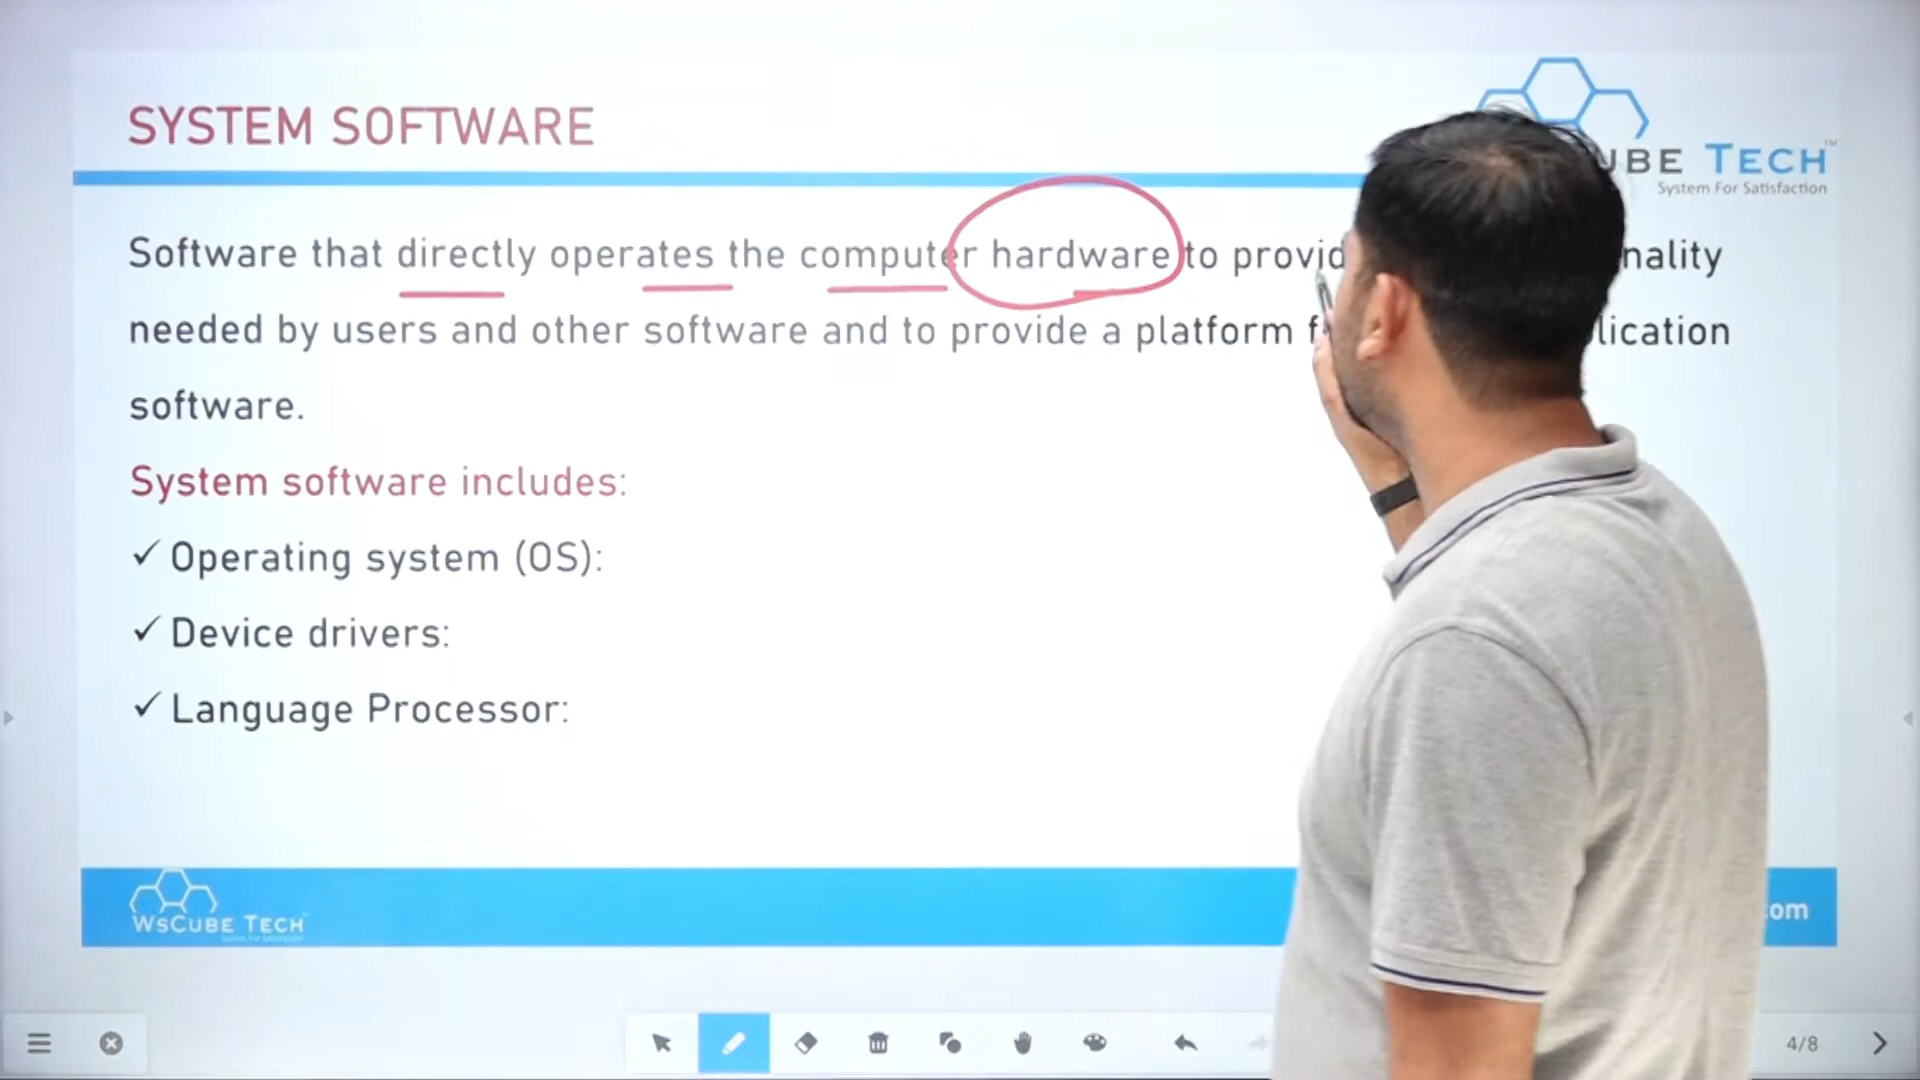 SYSTEM SOFTWARE
UBE TECH™
System For Satisfaction
Software that directly operates the computer hardware to provid nality
needed by users and other software and to provide a platform f lication
software.
System software includes:
✓ Operating system (OS):
✓ Device drivers:
✓ Language Processor:
WsCUBE TECH
om
4/8